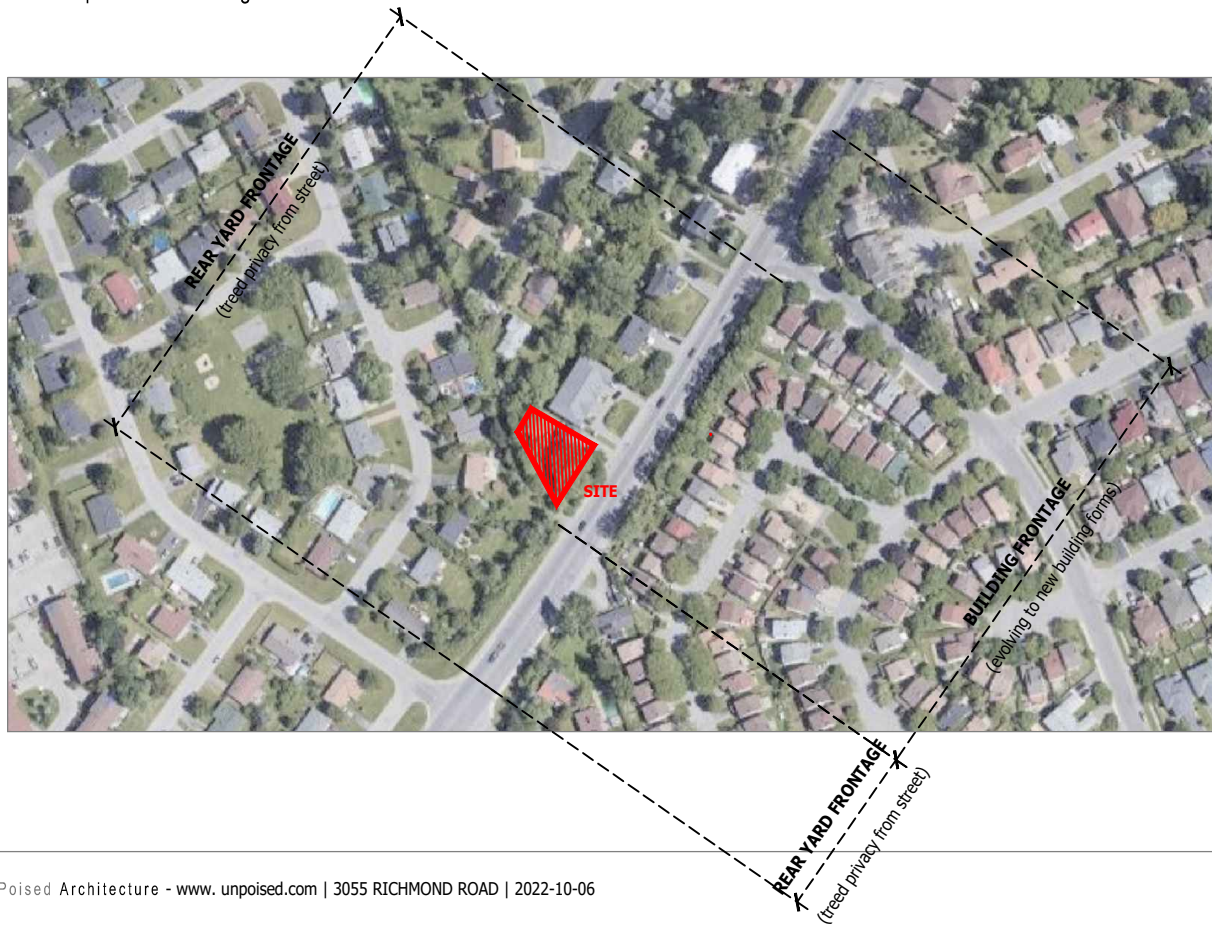 REAR YARD FRONTAGE
(treed privacy from street)
SITE
BUILDING FRONTAGE
(evolving to new building forms)
REAR YARD FRONTAGE
(treed privacy from street)
Poised Architecture - www. unpoised.com | 3055 RICHMOND ROAD | 2022-10-06